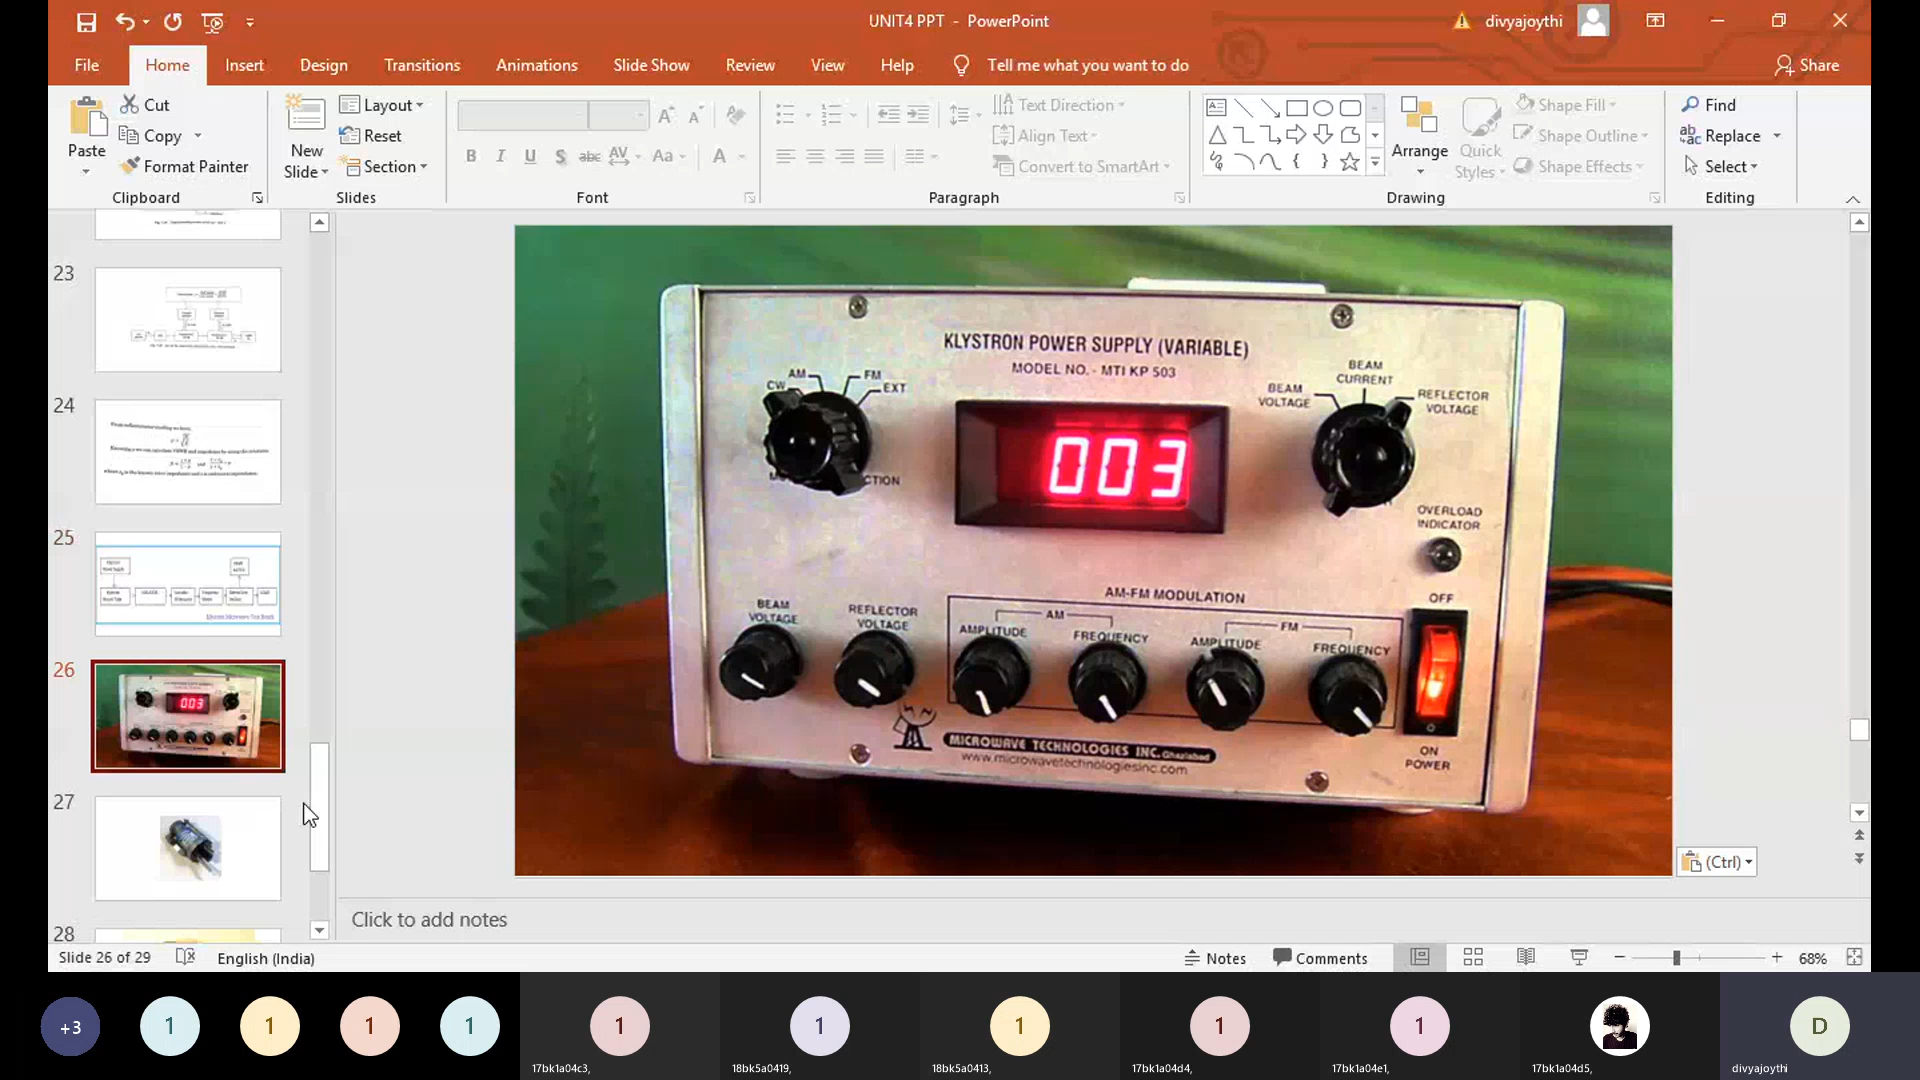 UNIT4 PPT - PowerPoint
divyajoythi
File Home Insert Design Transitions Animations Slide Show Review View Help Tell me what you want to do Share
Paste
Cut
Copy
Format Painter
Clipboard
New Slide
Layout
Reset
Section
Slides
B I U S abc AV Aa A
Font
Text Direction
Align Text
Convert to SmartArt
Paragraph
Arrange
Quick Styles
Shape Fill
Shape Outline
Shape Effects
Drawing
Find
Replace
Select
Editing
23
24
25
26
27
28
KLYSTRON POWER SUPPLY (VARIABLE)
MODEL NO. - MTI KP 503
CW AM FM EXT
CTION
003
BEAM VOLTAGE
BEAM CURRENT
REFLECTOR VOLTAGE
OVERLOAD INDICATOR
AM-FM MODULATION
BEAM VOLTAGE
REFLECTOR VOLTAGE
AM
AMPLITUDE FREQUENCY
FM
AMPLITUDE FREQUENCY
OFF
ON
POWER
MICROWAVE TECHNOLOGIES INC. Ghaziabad
www.microwavetechnologiesinc.com
(Ctrl)
Click to add notes
Slide 26 of 29 English (India) Notes Comments 68%
+3 1 1 1 1 1 1 1 1 1 D
17bk1a04c3, 18bk5a0419, 18bk5a0413, 17bk1a04d4, 17bk1a04e1, 17bk1a04d5, divyajoythi